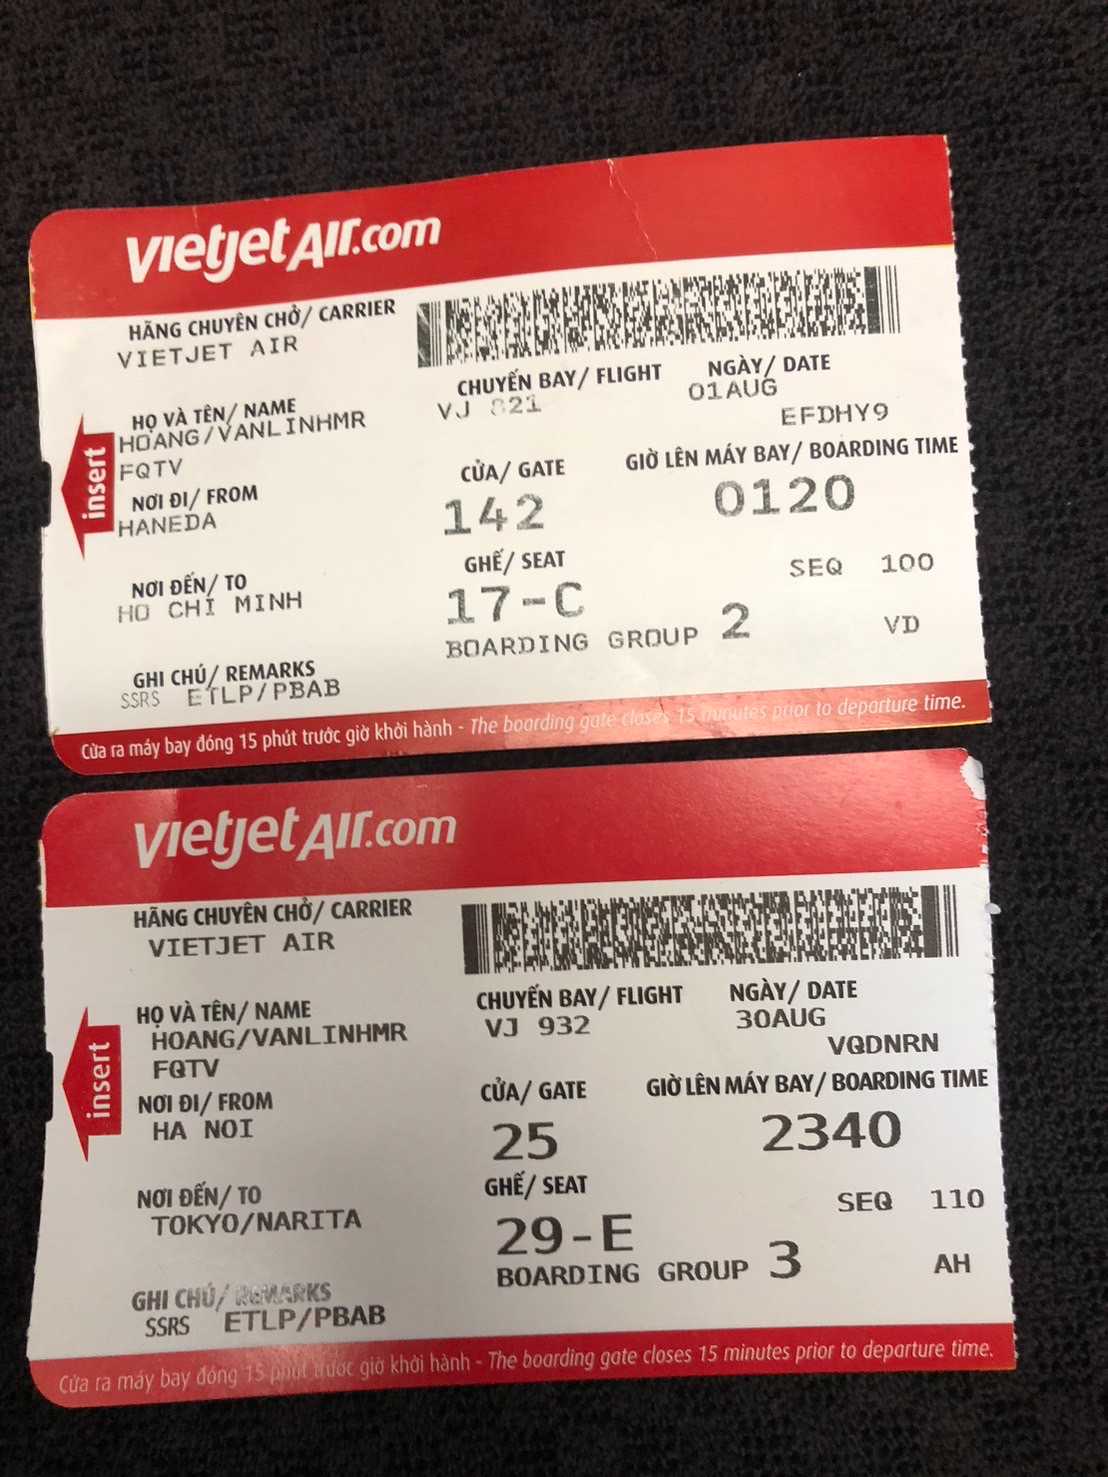 vietjetAir.com
HÃNG CHUYÊN CHỞ/ CARRIER
VIETJET AIR
CHUYẾN BAY/ FLIGHT NGÀY/ DATE
VJ 821 01AUG
EFDHY9
HỌ VÀ TÊN/ NAME
HOANG/VANLINHMR
FQTV
CỬA/ GATE GIỜ LÊN MÁY BAY/ BOARDING TIME
142 0120
insert
NƠI ĐI/ FROM
HANEDA
GHẾ/ SEAT
17-C
SEQ 100
NƠI ĐẾN/ TO
HO CHI MINH
BOARDING GROUP 2 VD
GHI CHÚ/ REMARKS
SSRS ETLP/PBAB
Cửa ra máy bay đóng 15 phút trước giờ khởi hành - The boarding gate closes 15 minutes prior to departure time.
vietjetAir.com
HÃNG CHUYÊN CHỞ/ CARRIER
VIETJET AIR
CHUYẾN BAY/ FLIGHT NGÀY/ DATE
VJ 932 30AUG
VQDNRN
HỌ VÀ TÊN/ NAME
HOANG/VANLINHMR
FQTV
CỬA/ GATE GIỜ LÊN MÁY BAY/ BOARDING TIME
25 2340
insert
NƠI ĐI/ FROM
HA NOI
GHẾ/ SEAT
29-E
SEQ 110
NƠI ĐẾN/ TO
TOKYO/NARITA
BOARDING GROUP 3 AH
GHI CHÚ/ REMARKS
SSRS ETLP/PBAB
Cửa ra máy bay đóng 15 phút trước giờ khởi hành - The boarding gate closes 15 minutes prior to departure time.